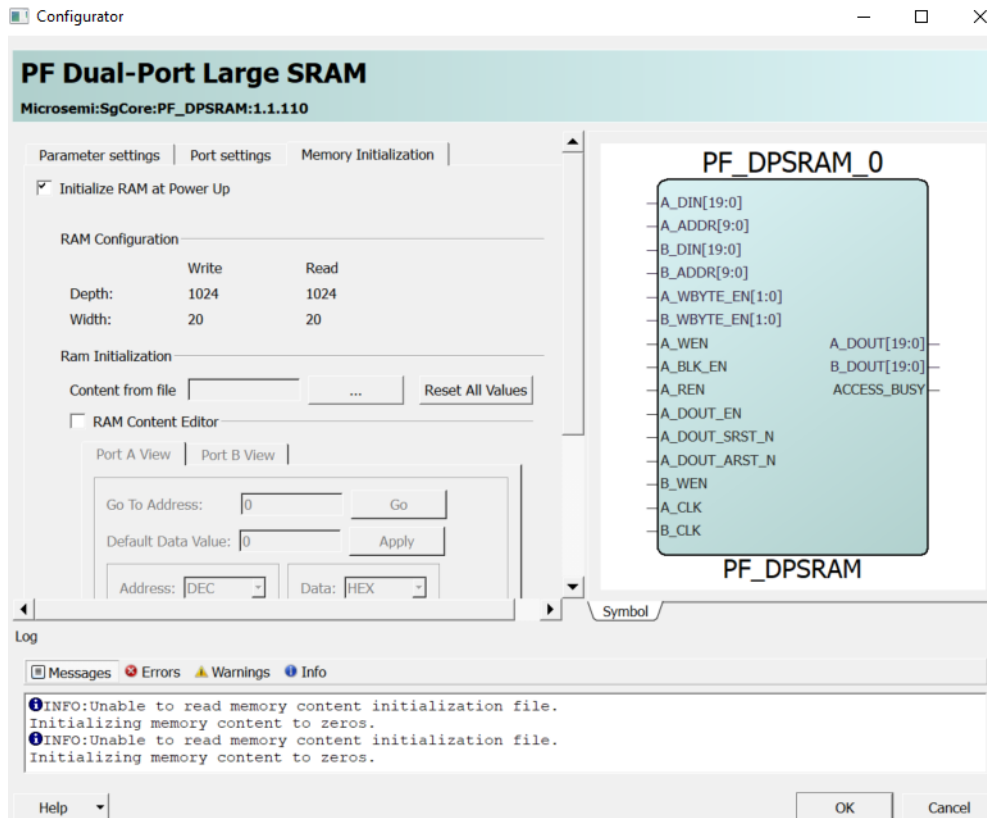 Configurator
PF Dual-Port Large SRAM
Microsemi:SgCore:PF_DPSRAM:1.1.110
Parameter settings Port settings Memory Initialization
Initialize RAM at Power Up
RAM Configuration
Write Read
Depth: 1024 1024
Width: 20 20
Ram Initialization
Content from file ... Reset All Values
RAM Content Editor
Port A View Port B View
Go To Address: 0 Go
Default Data Value: 0 Apply
Address: DEC Data: HEX
PF_DPSRAM_0
A_DIN[19:0]
A_ADDR[9:0]
B_DIN[19:0]
B_ADDR[9:0]
A_WBYTE_EN[1:0]
B_WBYTE_EN[1:0]
A_WEN A_DOUT[19:0]
A_BLK_EN B_DOUT[19:0]
A_REN ACCESS_BUSY
A_DOUT_EN
A_DOUT_SRST_N
A_DOUT_ARST_N
B_WEN
A_CLK
B_CLK
PF_DPSRAM
Symbol
Log
Messages Errors Warnings Info
INFO:Unable to read memory content initialization file.
Initializing memory content to zeros.
INFO:Unable to read memory content initialization file.
Initializing memory content to zeros.
Help OK Cancel